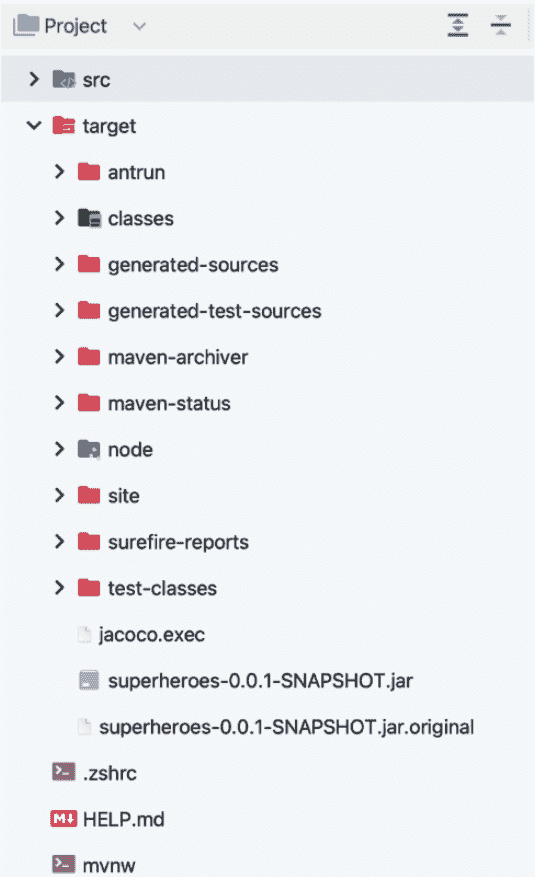 Project
src
target
antrun
classes
generated-sources
generated-test-sources
maven-archiver
maven-status
node
site
surefire-reports
test-classes
jacoco.exec
superheroes-0.0.1-SNAPSHOT.jar
superheroes-0.0.1-SNAPSHOT.jar.original
.zshrc
M↓ HELP.md
mvnw